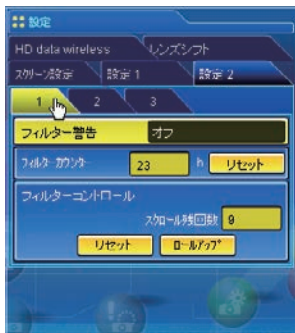 設定
HD data wireless レンズシフト
スクリーン設定 設定 1 設定 2
1 2 3
フィルター警告 オフ
フィルターカウンター 23 h リセット
フィルターコントロール
スクロール残回数 9
リセット ロールアップ